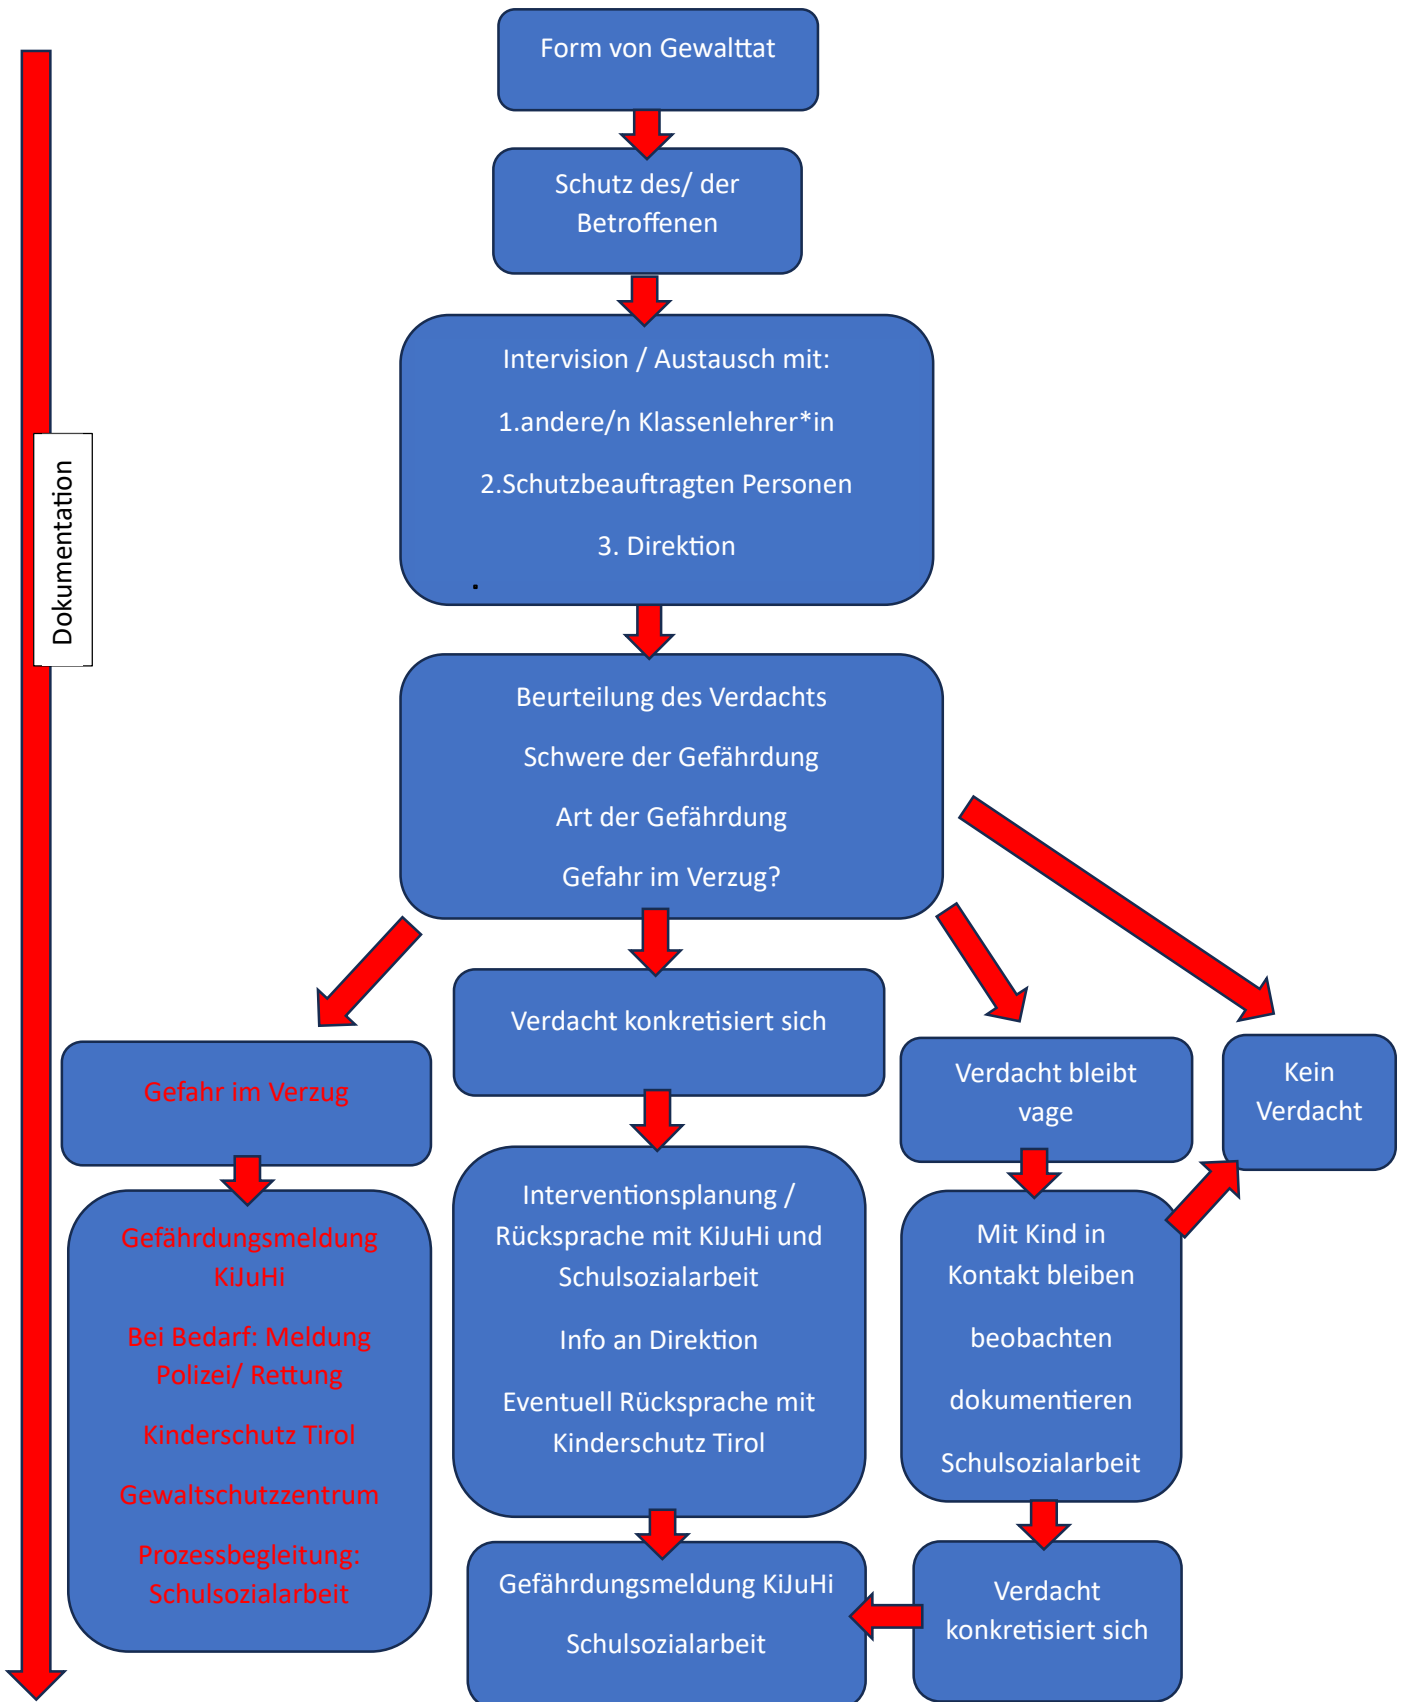 Form von Gewalttat
Schutz des/ der
Betroffenen
Intervision / Austausch mit:
1.andere/n Klassenlehrer*in
2.Schutzbeauftragten Personen
3. Direktion
.
Dokumentation
Beurteilung des Verdachts
Schwere der Gefährdung
Art der Gefährdung
Gefahr im Verzug?
Gefahr im Verzug
Gefährdungsmeldung
KiJuHi
Bei Bedarf: Meldung
Polizei/ Rettung
Kinderschutz Tirol
Gewaltschutzzentrum
Prozessbegleitung:
Schulsozialarbeit
Verdacht konkretisiert sich
Interventionsplanung /
Rücksprache mit KiJuHi und
Schulsozialarbeit
Info an Direktion
Eventuell Rücksprache mit
Kinderschutz Tirol
Gefährdungsmeldung KiJuHi
Schulsozialarbeit
Verdacht bleibt
vage
Mit Kind in
Kontakt bleiben
beobachten
dokumentieren
Schulsozialarbeit
Verdacht
konkretisiert sich
Kein
Verdacht